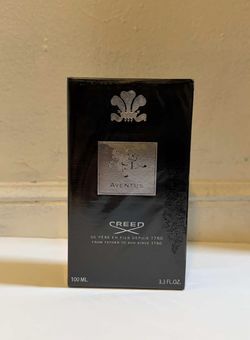 AVENTUS
CREED
DE PÈRE EN FILS DEPUIS 1760
FROM FATHER TO SON SINCE 1760
100 ML
3.3 FL.OZ.